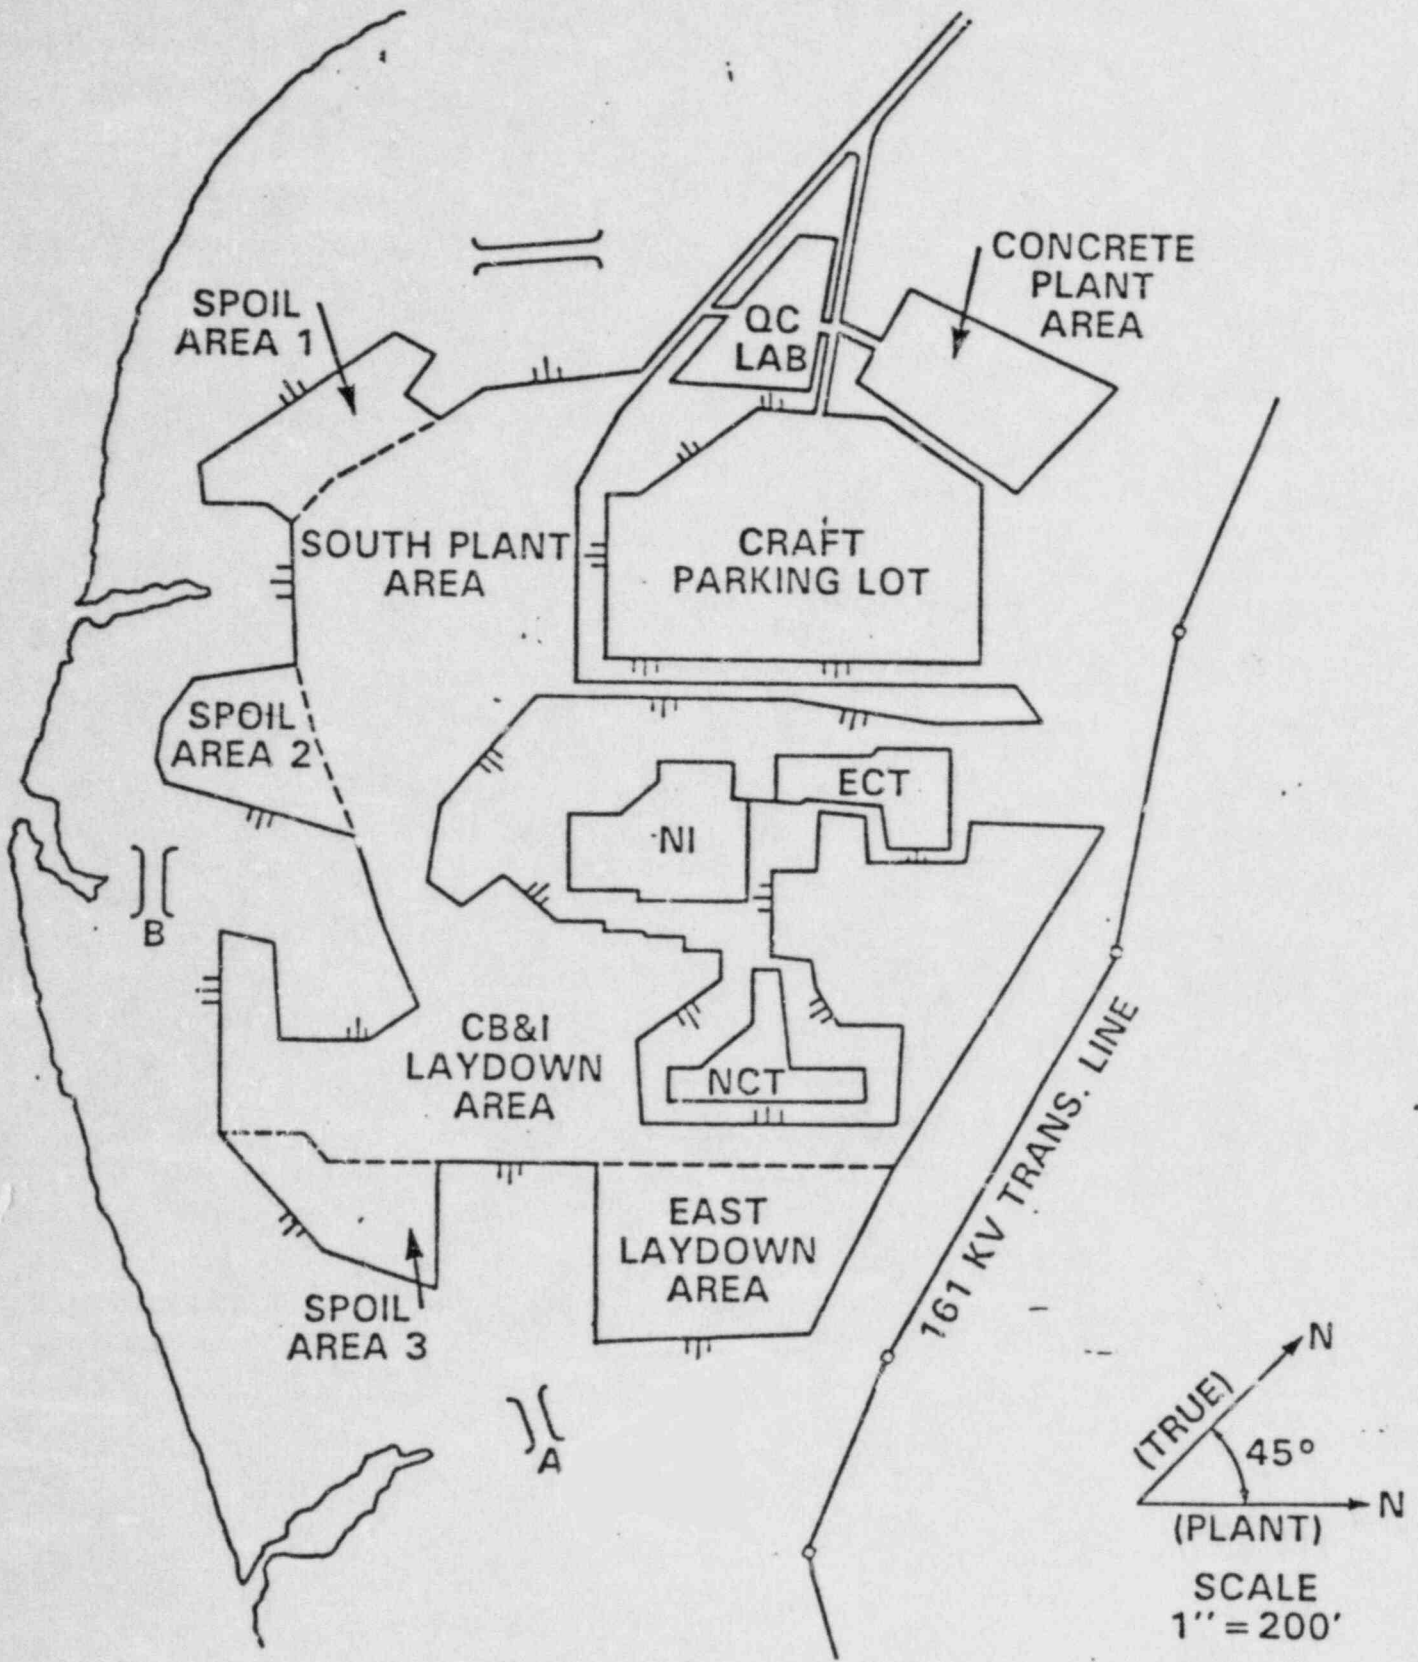 CONCRETE
PLANT
AREA
SPOIL
AREA 1
QC
LAB
SOUTH PLANT
AREA
CRAFT
PARKING LOT
SPOIL
AREA 2
ECT
NI
B
CB&I
LAYDOWN
AREA
NCT
161 KV TRANS. LINE
EAST
LAYDOWN
AREA
SPOIL
AREA 3
A
N
(TRUE)
45°
N
(PLANT)
SCALE
1" = 200'